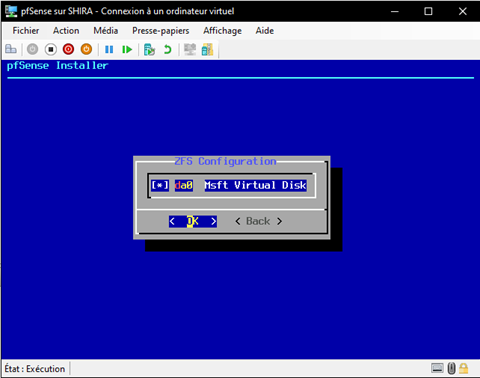 pfSense sur SHIRA - Connexion à un ordinateur virtuel
Fichier Action Média Presse-papiers Affichage Aide
pfSense Installer
ZFS Configuration
[*] da0 Msft Virtual Disk
< OK > < Back >
État : Exécution